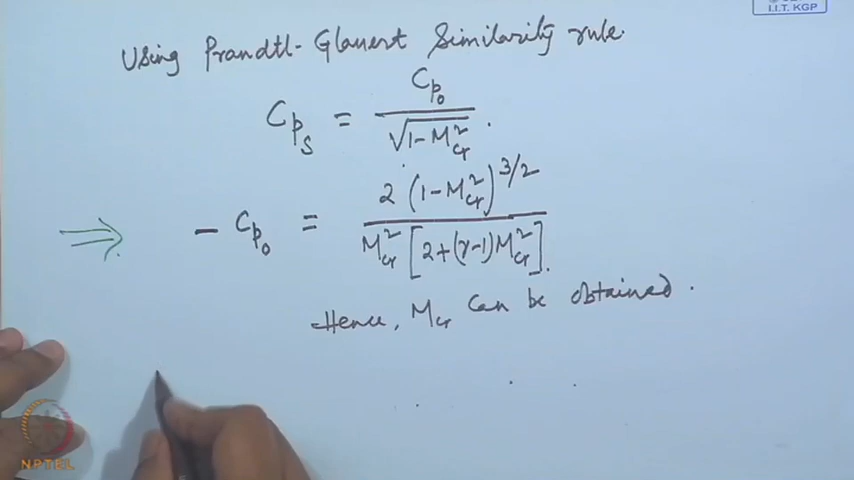 I.I.T. KGP
Using Prandtl-Glauert Similarity rule.
C_{p_s} = C_{p_0} / √(1-M_{cr}^2) .
⇒ - C_{p_0} = 2 (1-M_{cr}^2)^{3/2} / M_{cr}^2 [2+(γ-1)M_{cr}^2] .
Hence, M_{cr} Can be obtained.
NPTEL